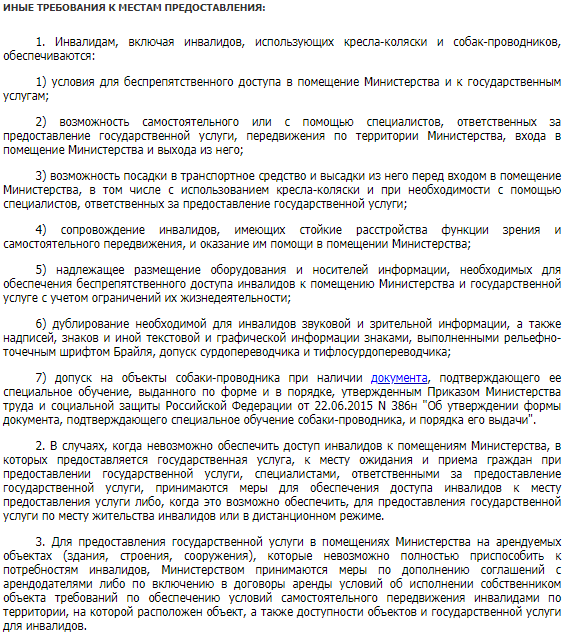 ИНЫЕ ТРЕБОВАНИЯ К МЕСТАМ ПРЕДОСТАВЛЕНИЯ:
1. Инвалидам, включая инвалидов, использующих кресла-коляски и собак-проводников,
обеспечиваются:
1) условия для беспрепятственного доступа в помещение Министерства и к государственным
услугам;
2) возможность самостоятельного или с помощью специалистов, ответственных за
предоставление государственной услуги, передвижения по территории Министерства, входа в
помещение Министерства и выхода из него;
3) возможность посадки в транспортное средство и высадки из него перед входом в помещение
Министерства, в том числе с использованием кресла-коляски и при необходимости с помощью
специалистов, ответственных за предоставление государственной услуги;
4) сопровождение инвалидов, имеющих стойкие расстройства функции зрения и
самостоятельного передвижения, и оказание им помощи в помещении Министерства;
5) надлежащее размещение оборудования и носителей информации, необходимых для
обеспечения беспрепятственного доступа инвалидов к помещению Министерства и государственной
услуге с учетом ограничений их жизнедеятельности;
6) дублирование необходимой для инвалидов звуковой и зрительной информации, а также
надписей, знаков и иной текстовой и графической информации знаками, выполненными рельефно-
точечным шрифтом Брайля, допуск сурдопереводчика и тифлосурдопереводчика;
7) допуск на объекты собаки-проводника при наличии документа, подтверждающего ее
специальное обучение, выданного по форме и в порядке, утвержденным Приказом Министерства
труда и социальной защиты Российской Федерации от 22.06.2015 N 386н "Об утверждении формы
документа, подтверждающего специальное обучение собаки-проводника, и порядка его выдачи".
2. В случаях, когда невозможно обеспечить доступ инвалидов к помещениям Министерства, в
которых предоставляется государственная услуга, к месту ожидания и приема граждан при
предоставлении государственной услуги, специалистами, ответственными за предоставление
государственной услуги, принимаются меры для обеспечения доступа инвалидов к месту
предоставления услуги либо, когда это возможно обеспечить, для предоставления государственной
услуги по месту жительства инвалидов или в дистанционном режиме.
3. Для предоставления государственной услуги в помещениях Министерства на арендуемых
объектах (здания, строения, сооружения), которые невозможно полностью приспособить к
потребностям инвалидов, Министерством принимаются меры по дополнению соглашений с
арендодателями либо по включению в договоры аренды условий об исполнении собственником
объекта требований по обеспечению условий самостоятельного передвижения инвалидами по
территории, на которой расположен объект, а также доступности объектов и государственной услуги
для инвалидов.